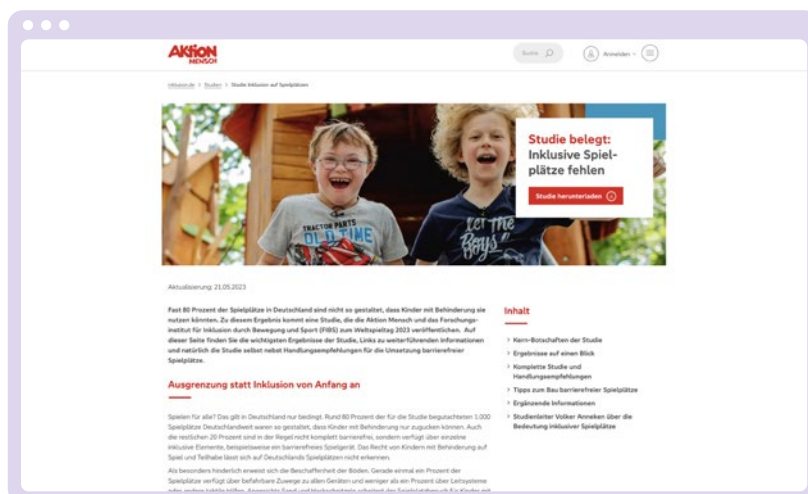 AKTION
MENSCH
Suche
Anmelden
inklusion.de > Studien > Studie Inklusion auf Spielplätzen
Studie belegt:
Inklusive Spiel-
plätze fehlen
Studie herunterladen
TRACTOR PARTS
OLD TIME
LET THE
Boys
Aktualisierung: 21.05.2023
Fast 80 Prozent der Spielplätze in Deutschland sind nicht so gestaltet, dass Kinder mit Behinderung sie
nutzen könnten. Zu diesem Ergebnis kommt eine Studie, die die Aktion Mensch und das Forschungs-
institut für Inklusion durch Bewegung und Sport (FIBS) zum Weltspieltag 2023 veröffentlichen. Auf
dieser Seite finden Sie die wichtigsten Ergebnisse der Studie, Links zu weiterführenden Informationen
und natürlich die Studie selbst nebst Handlungsempfehlungen für die Umsetzung barrierefreier
Spielplätze.
Ausgrenzung statt Inklusion von Anfang an
Spielen für alle? Das gilt in Deutschland nur bedingt. Rund 80 Prozent der für die Studie begutachteten 1.000
Spielplätze Deutschlandweit waren so gestaltet, dass Kinder mit Behinderung nur zugucken können. Auch
die restlichen 20 Prozent sind in der Regel nicht komplett barrierefrei, sondern verfügt über einzelne
inklusive Elemente, beispielsweise ein barrierefreies Spielgerät. Das Recht von Kindern mit Behinderung auf
Spiel und Teilhabe lässt sich auf Deutschlands Spielplätzen nicht erkennen.
Als besonders hinderlich erweist sich die Beschaffenheit der Böden. Gerade einmal ein Prozent der
Spielplätze verfügt über befahrbare Zuwege zu allen Geräten und weniger als ein Prozent über Leitsysteme
Inhalt
> Kern-Botschaften der Studie
> Ergebnisse auf einen Blick
> Komplette Studie und
Handlungsempfehlungen
> Tipps zum Bau barrierefreier Spielplätze
> Ergänzende Informationen
> Studienleiter Volker Anneken über die
Bedeutung inklusiver Spielplätze